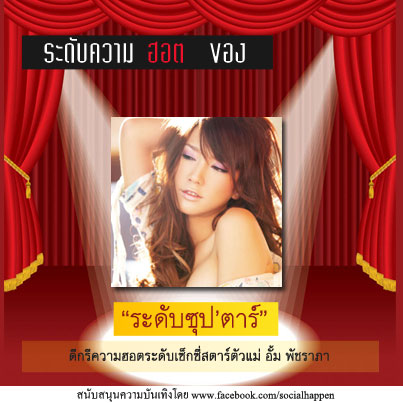 ระดับความ ฮอต ของ
“ระดับซุป'ตาร์”
ดีกรีความฮอตระดับเซ็กซี่สตาร์ตัวแม่ อั้ม พัชราภา
สนับสนุนความบันเทิงโดย www.facebook.com/socialhappen